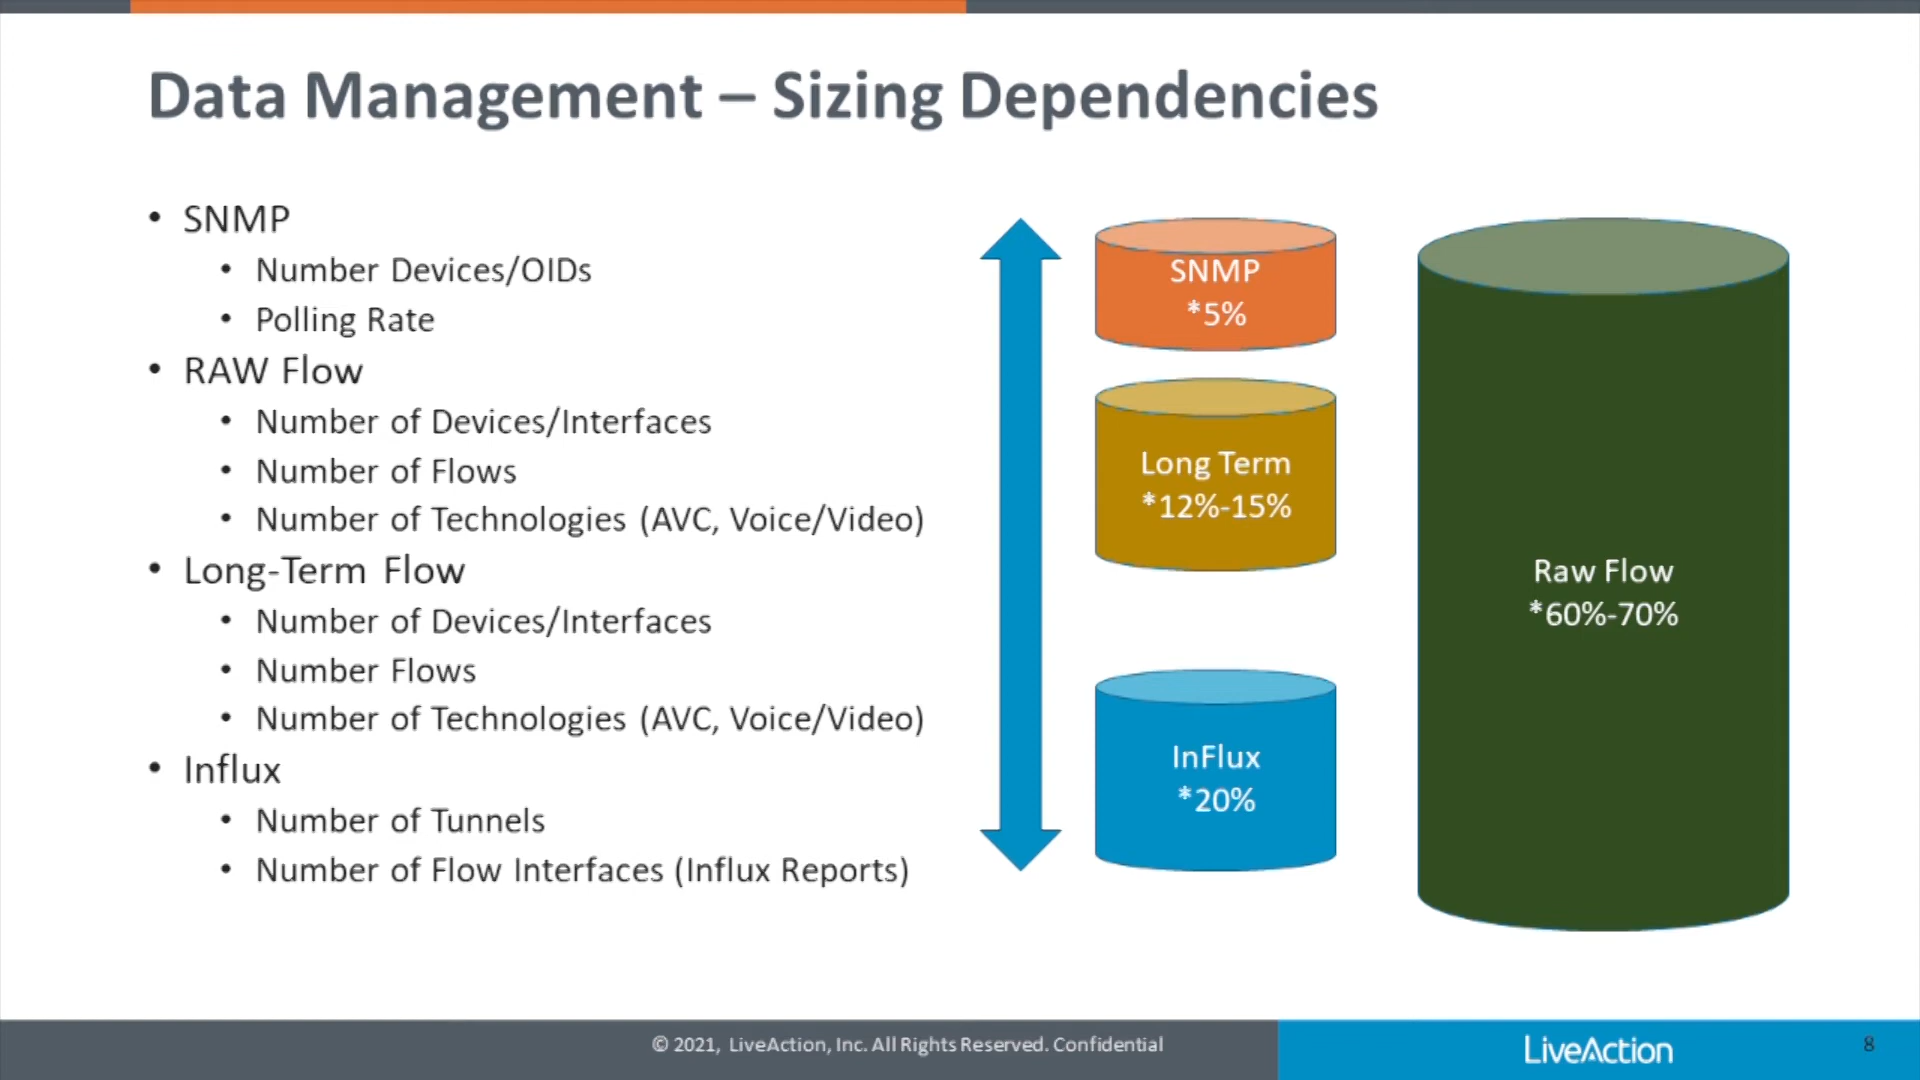 Data Management – Sizing Dependencies
• SNMP
• Number Devices/OIDs
• Polling Rate
• RAW Flow
• Number of Devices/Interfaces
• Number of Flows
• Number of Technologies (AVC, Voice/Video)
• Long-Term Flow
• Number of Devices/Interfaces
• Number Flows
• Number of Technologies (AVC, Voice/Video)
• Influx
• Number of Tunnels
• Number of Flow Interfaces (Influx Reports)
SNMP
*5%
Long Term
*12%-15%
InFlux
*20%
Raw Flow
*60%-70%
© 2021, LiveAction, Inc. All Rights Reserved. Confidential
LiveAction
8